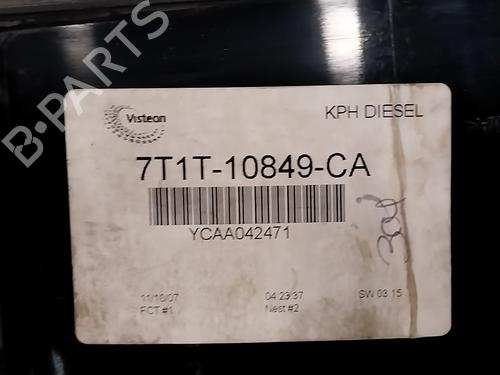 B-PARTS
Visteon
KPH DIESEL
7T1T-10849-CA
YCAA042471
304
11/16/07
04:23:37
SW 03.15
FCT #1
Nest #2